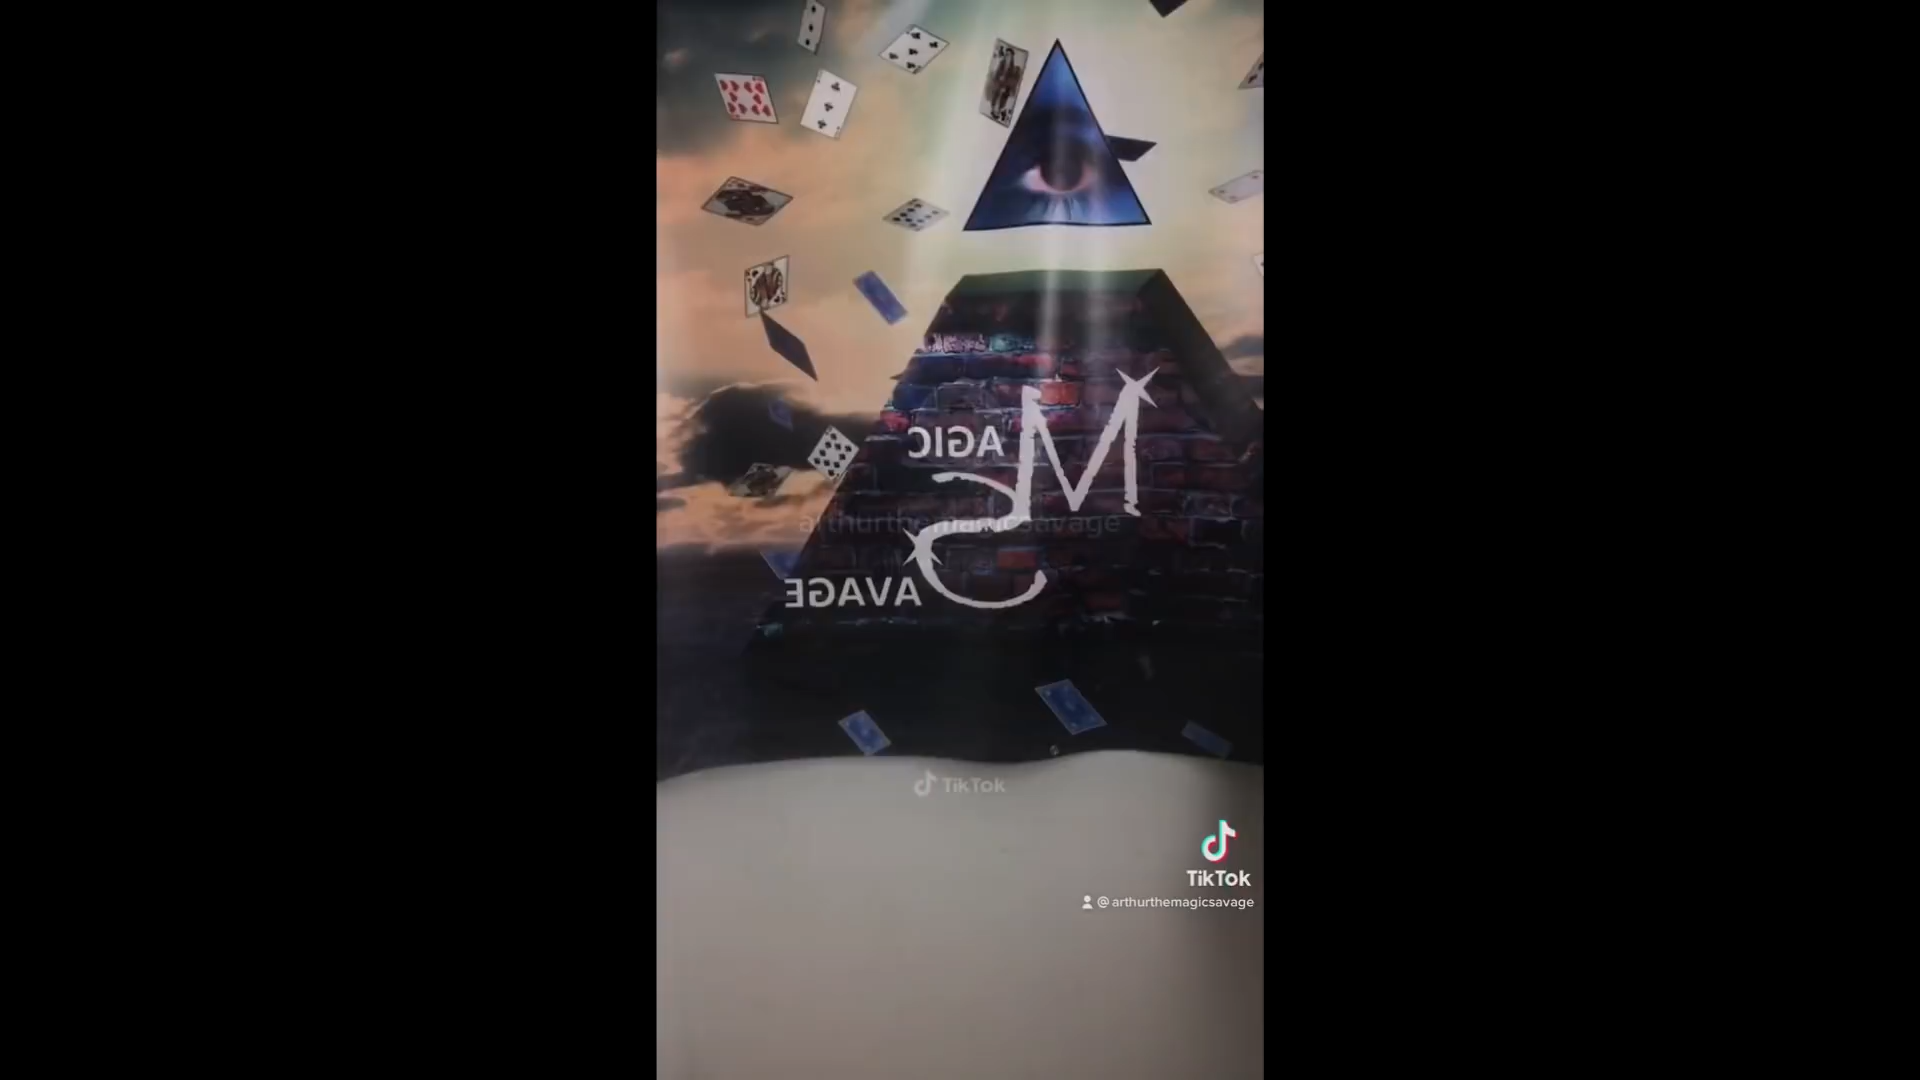 MAGIC
arthurthemagicsavage
SAVAGE
TikTok
TikTok
@arthurthemagicsavage